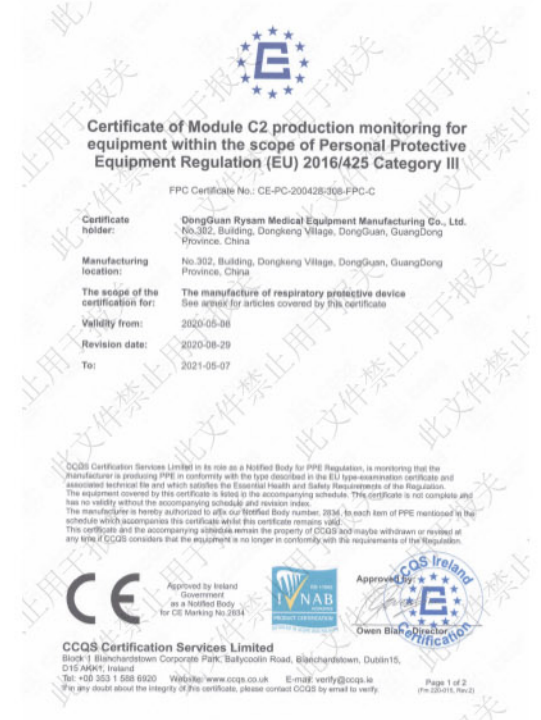 Certificate of Module C2 production monitoring for
equipment within the scope of Personal Protective
Equipment Regulation (EU) 2016/425 Category III
FPC Certificate No.: CE-PC-200428-308-FPC-C
Certificate holder:
DongGuan Rysam Medical Equipment Manufacturing Co., Ltd.
No.302, Building, Dongkeng Village, DongGuan, GuangDong
Province, China
Manufacturing location:
No.302, Building, Dongkeng Village, DongGuan, GuangDong
Province, China
The scope of the certification for:
The manufacture of respiratory protective device
See annex for articles covered by this certificate
Validity from: 2020-05-08
Revision date: 2020-08-29
To: 2021-05-07
CCQS Certification Services Limited in its role as a Notified Body for PPE Regulation, is monitoring that the
manufacturer is producing PPE in conformity with the type described in the EU type-examination certificate and
associated technical file and which satisfies the Essential Health and Safety Requirements of the Regulation.
The equipment covered by this certificate is listed in the accompanying schedule. This certificate is not complete and
has no validity without the accompanying schedule and revision index.
The manufacturer is hereby authorized to affix our Notified Body number, 2834, to each item of PPE mentioned in the
schedule which accompanies this certificate whilst this certificate remains valid.
This certificate and the accompanying schedule remain the property of CCQS and maybe withdrawn or revised at
any time if CCQS considers that the equipment is no longer in conformity with the requirements of the Regulation.
CE
Approved by Ireland
Government
as a Notified Body
for CE Marking No.2834
INAB
PRODUCT CERTIFICATION
Approved by:
CCQS Ireland
Certification
Owen Bian - Director
CCQS Certification Services Limited
Block 1 Blanchardstown Corporate Park, Ballycoolin Road, Blanchardstown, Dublin15,
D15 AKK1, Ireland
Tel: +00 353 1 588 6920 Website: www.ccqs.co.uk E-mail: verify@ccqs.ie
If in any doubt about the integrity of this certificate, please contact CCQS by email to verify.
Page 1 of 2
此文件禁止用于报关